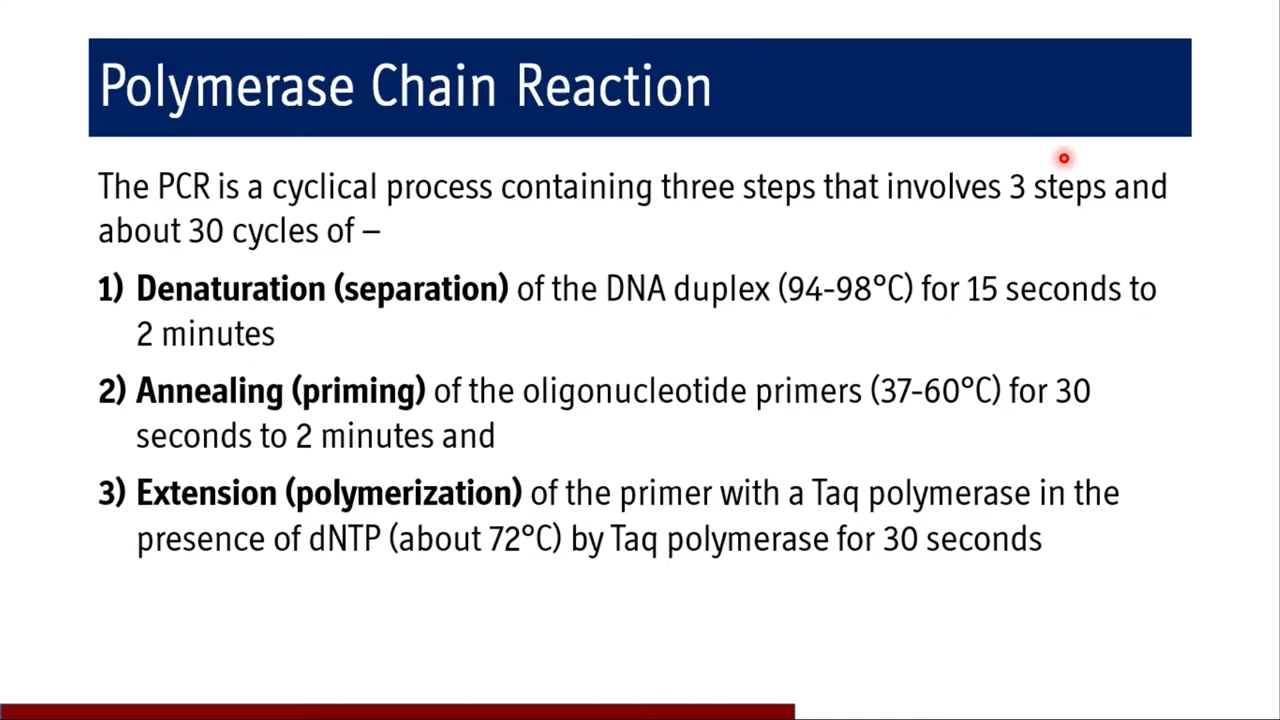 Polymerase Chain Reaction
The PCR is a cyclical process containing three steps that involves 3 steps and
about 30 cycles of –
1) Denaturation (separation) of the DNA duplex (94-98°C) for 15 seconds to
2 minutes
2) Annealing (priming) of the oligonucleotide primers (37-60°C) for 30
seconds to 2 minutes and
3) Extension (polymerization) of the primer with a Taq polymerase in the
presence of dNTP (about 72°C) by Taq polymerase for 30 seconds